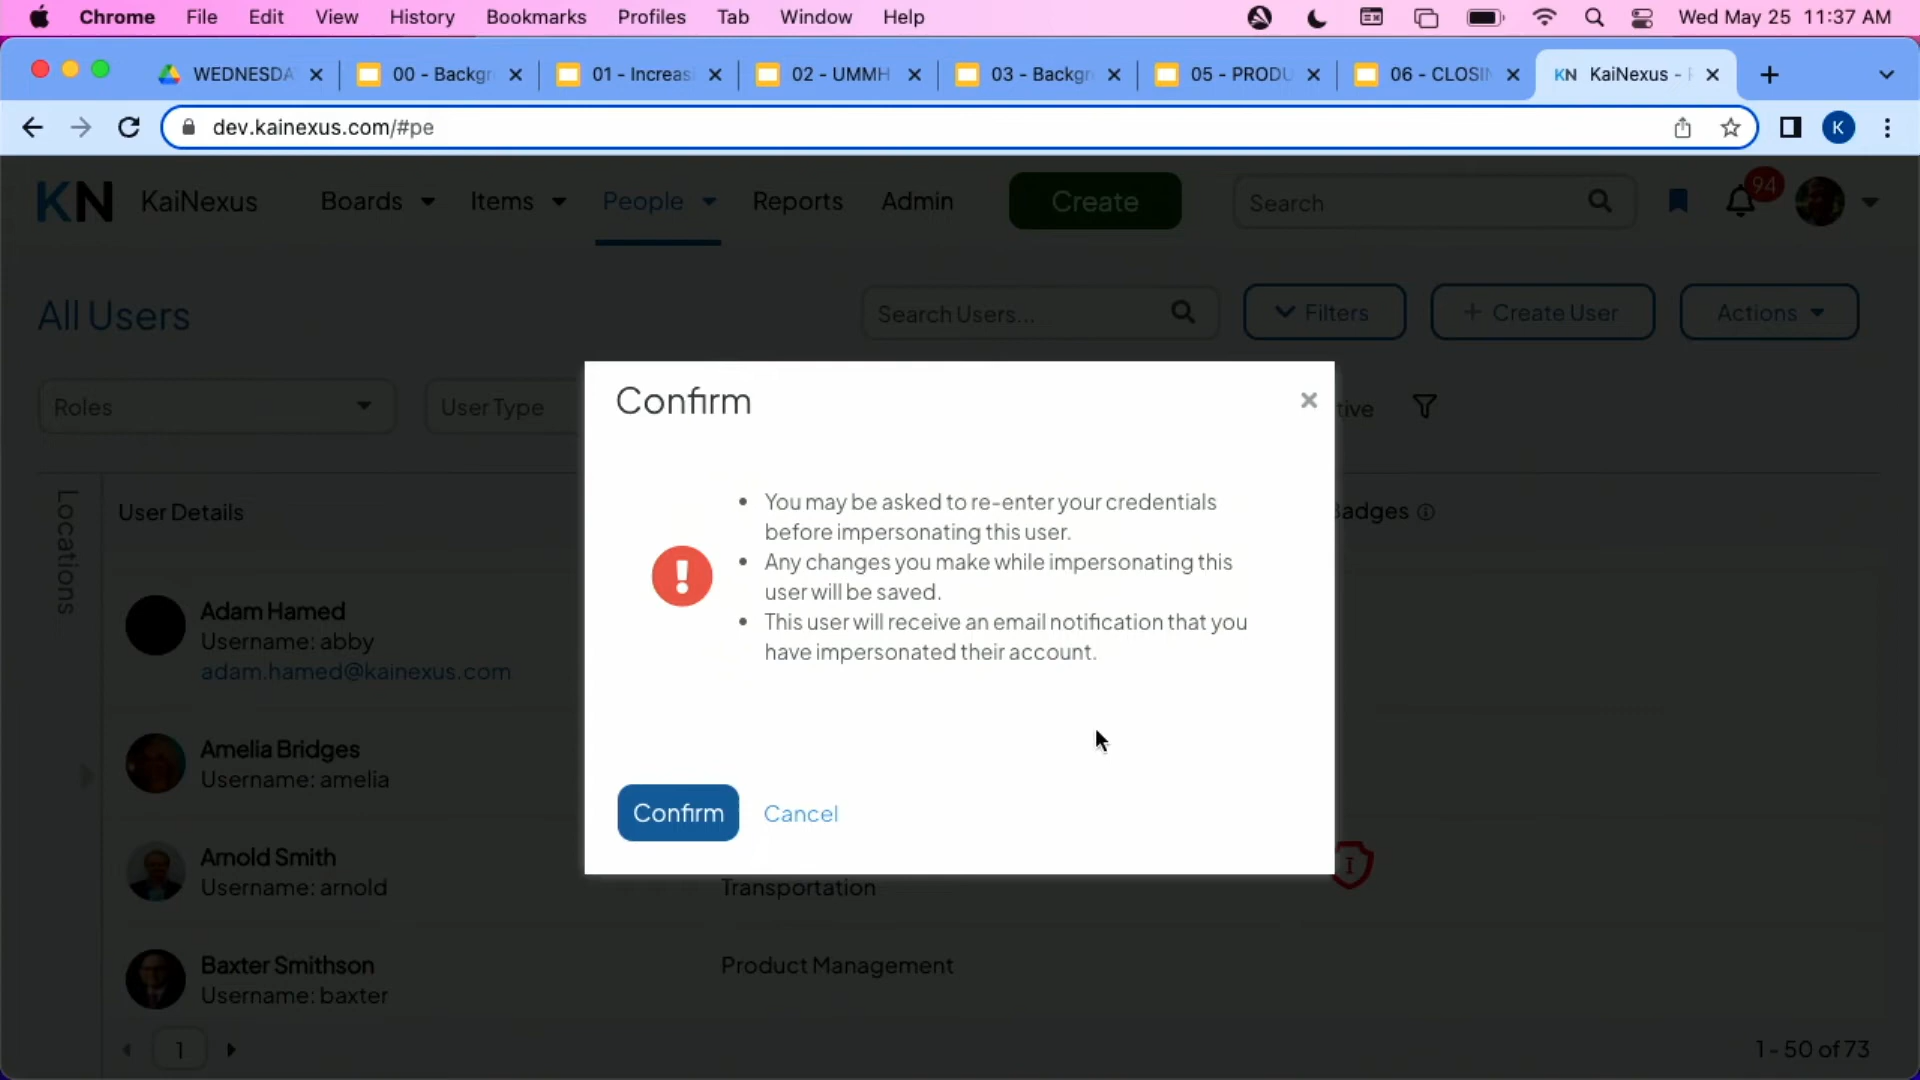 Chrome File Edit View History Bookmarks Profiles Tab Window Help Wed May 25 11:37 AM
WEDNESDA 00 - Backgr 01 - Increas 02 - UMMH 03 - Backgr 05 - PRODU 06 - CLOSIN KN KaiNexus -
dev.kainexus.com/#pe K
KN KaiNexus Boards Items People Reports Admin Create Search 94
All Users Search Users... Filters + Create User Actions
Roles User Type tive
Confirm
Locations
User Details Badges
• You may be asked to re-enter your credentials
before impersonating this user.
• Any changes you make while impersonating this
user will be saved.
• This user will receive an email notification that you
have impersonated their account.
Confirm Cancel
Adam Hamed
Username: abby
adam.hamed@kainexus.com
Amelia Bridges
Username: amelia
Arnold Smith
Username: arnold Transportation
I
Baxter Smithson Product Management
Username: baxter
1 1 - 50 of 73